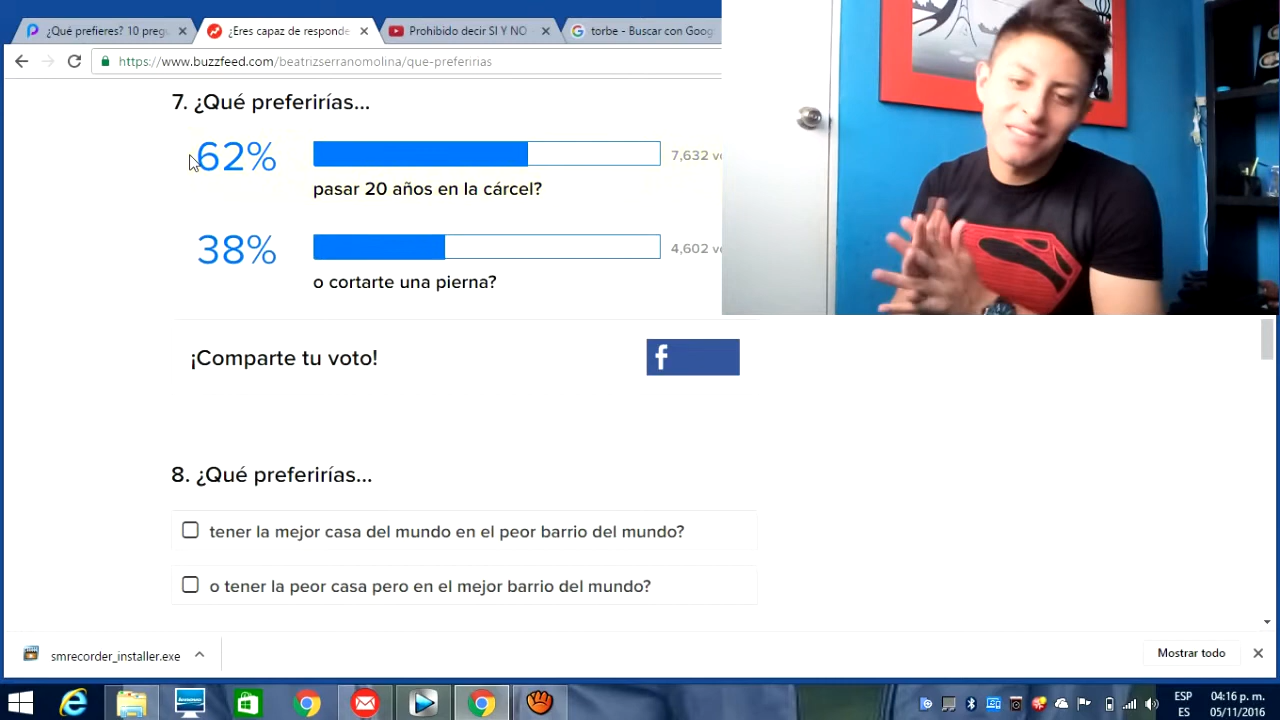 ¿Qué prefieres? 10 pregu
¿Eres capaz de responde
Prohibido decir SI Y NO
torbe - Buscar con Goog
https://www.buzzfeed.com/beatrizserranomolina/que-preferirias
7. ¿Qué preferirías...
62%
7,632 vo
pasar 20 años en la cárcel?
38%
4,602 vo
o cortarte una pierna?
¡Comparte tu voto!
f
8. ¿Qué preferirías...
tener la mejor casa del mundo en el peor barrio del mundo?
o tener la peor casa pero en el mejor barrio del mundo?
smrecorder_installer.exe
Mostrar todo
lenovo
ESP
ES
04:16 p. m.
05/11/2016